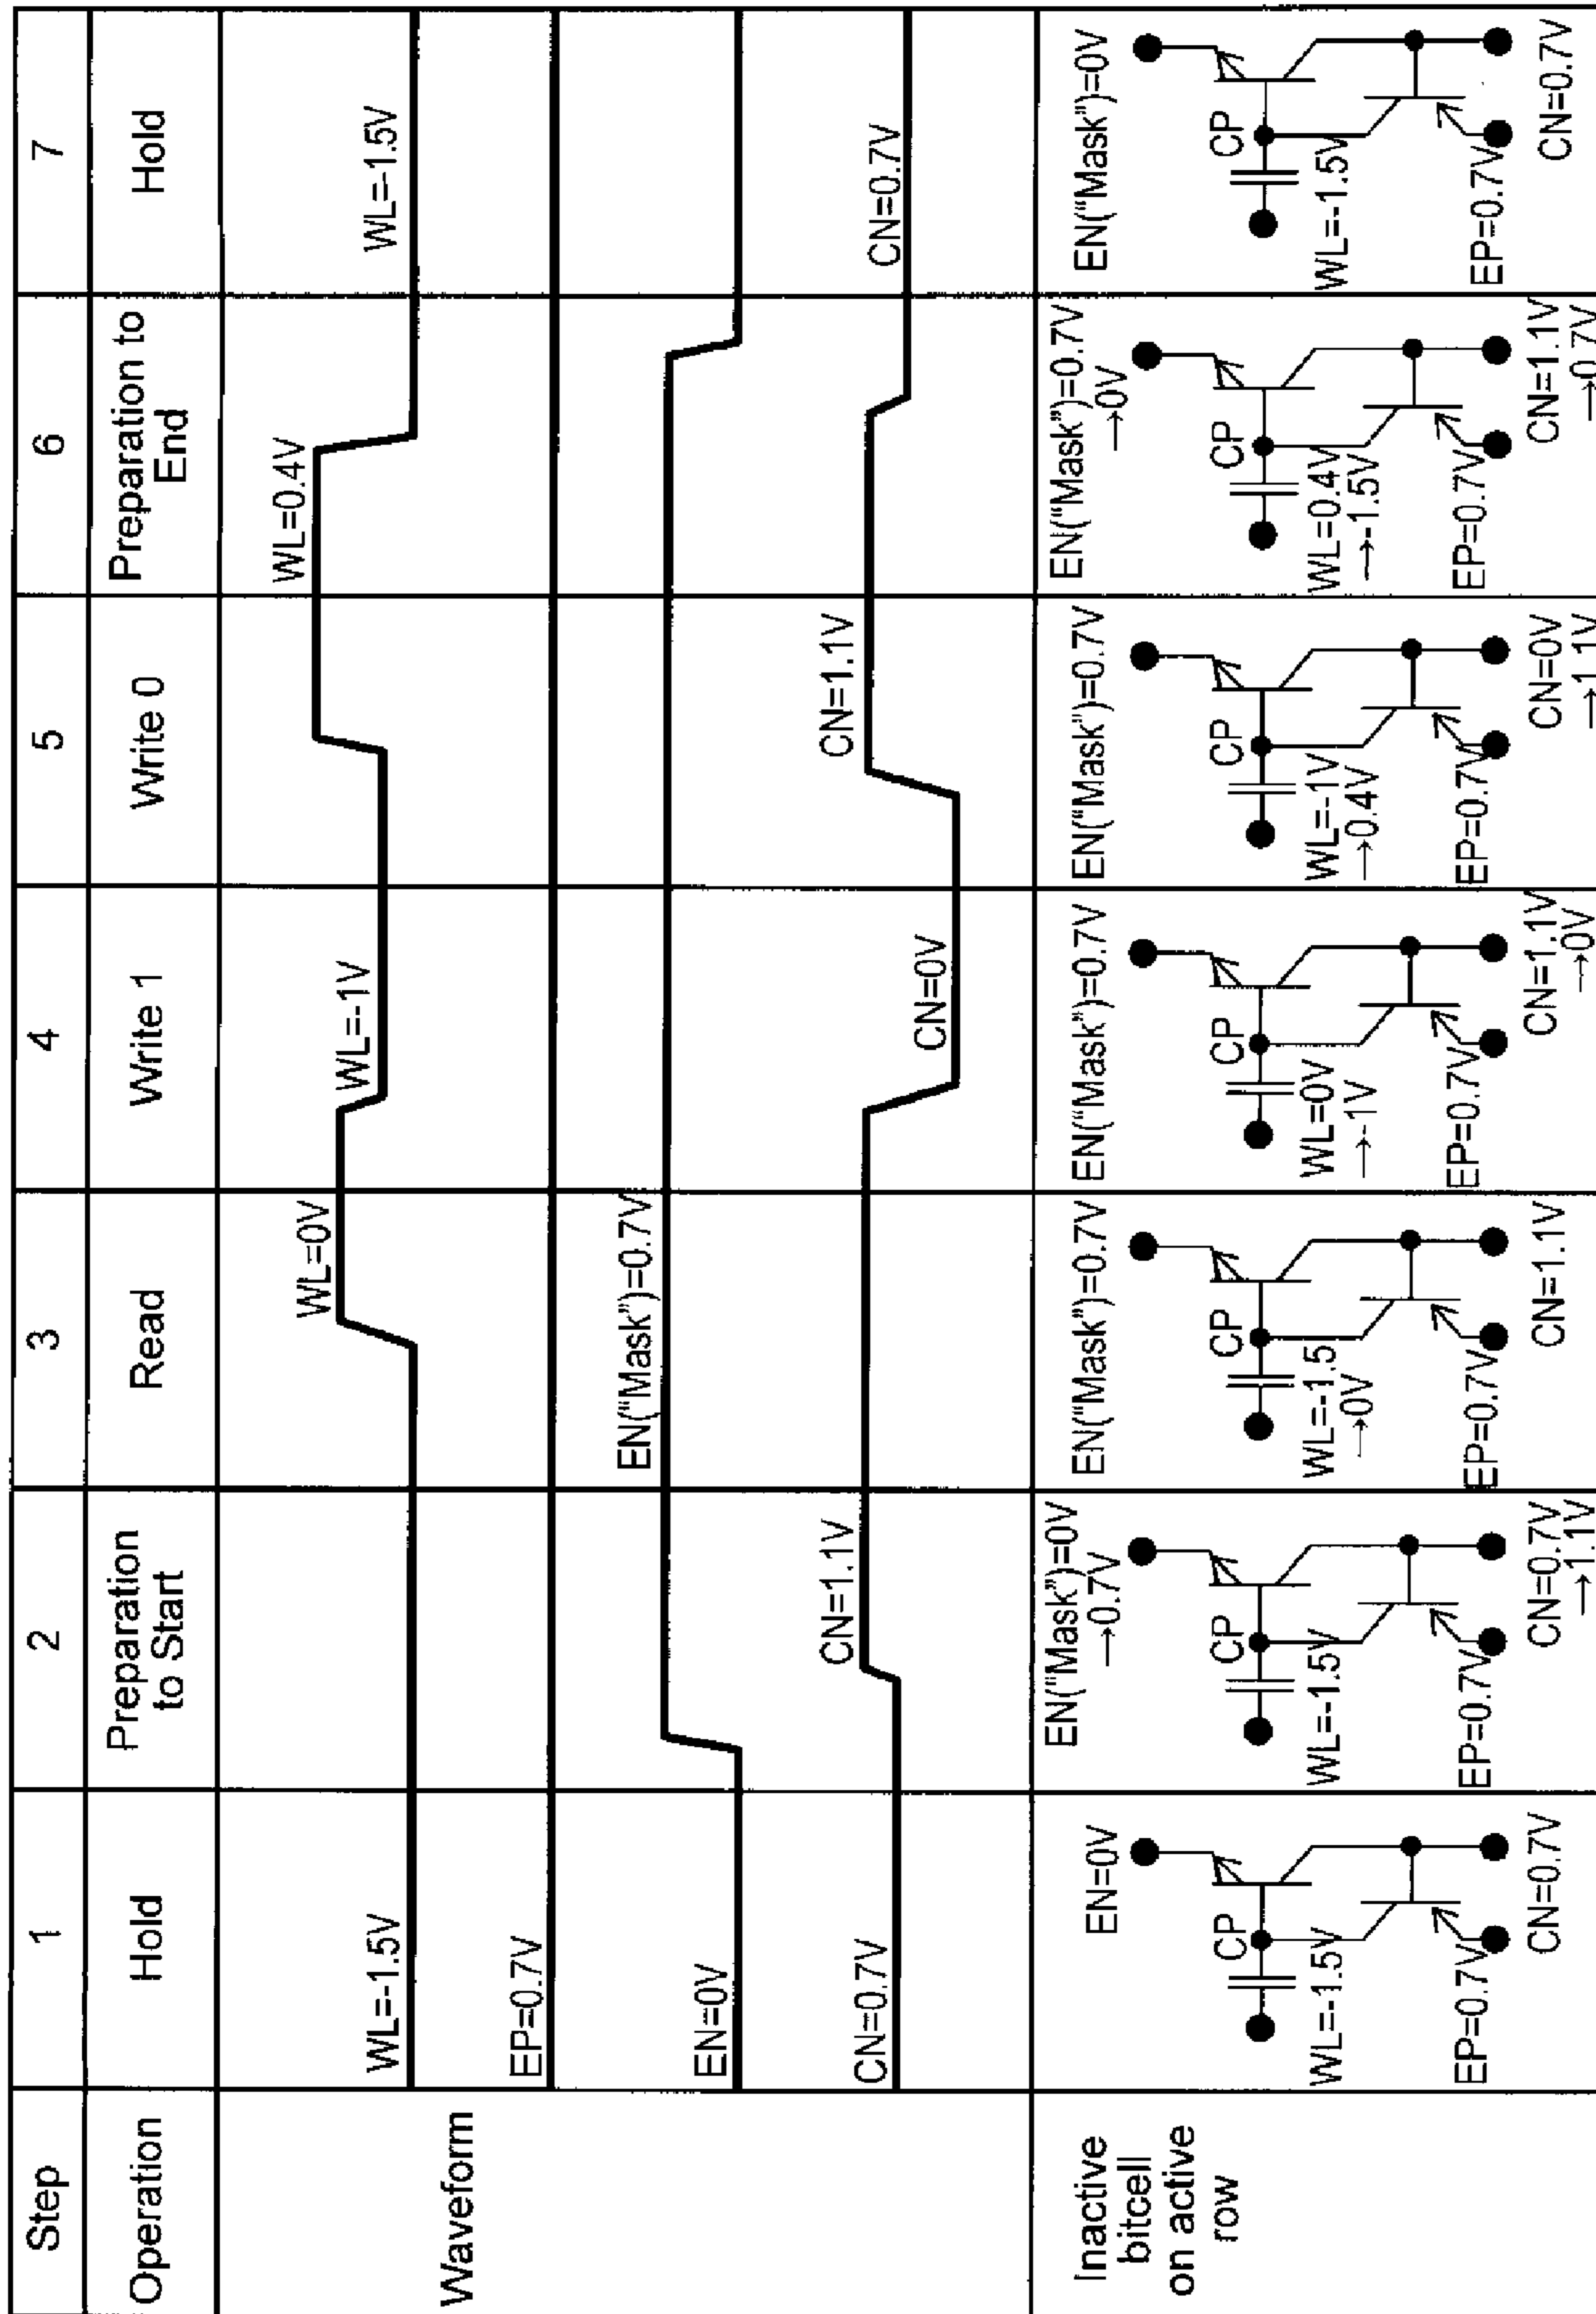 Step
1
2
3
4
5
6
7
Operation
Hold
Preparation
to Start
Read
Write 1
Write 0
Preparation to
End
Hold
Waveform
WL=-1.5V
WL=0V
WL=-1V
WL=0.4V
WL=-1.5V
EP=0.7V
EN=0V
EN("Mask")=0.7V
CN=0.7V
CN=1.1V
CN=0V
CN=1.1V
CN=0.7V
Inactive
bitcell
on active
row
EN=0V
CP
WL=-1.5V
EP=0.7V
CN=0.7V
EN("Mask")=0V
→0.7V
CP
WL=-1.5V
EP=0.7V
CN=0.7V
→1.1V
EN("Mask")=0.7V
CP
WL=-1.5
→0V
EP=0.7V
CN=1.1V
EN("Mask")=0.7V
CP
WL=0V
→-1V
EP=0.7V
CN=1.1V
→0V
EN("Mask")=0.7V
CP
WL=-1V
→0.4V
EP=0.7V
CN=0V
→1.1V
EN("Mask")=0.7V
→0V
CP
WL=0.4V
→-1.5V
EP=0.7V
CN=1.1V
→0.7V
EN("Mask")=0V
CP
WL=-1.5V
EP=0.7V
CN=0.7V